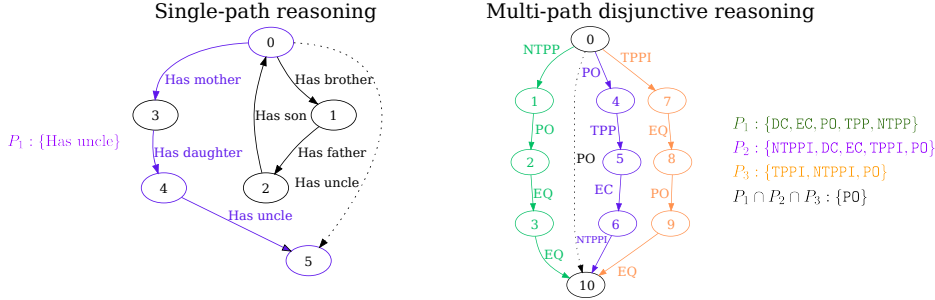 Single-path reasoning
0
Has mother
Has brother
3
Has son
1
P₁ : {Has uncle}
Has daughter
Has father
4
2
Has uncle
Has uncle
5
Multi-path disjunctive reasoning
0
NTPP
PO
TPPI
1
4
7
PO
TPP
EQ
2
PO
5
8
EQ
EC
PO
3
6
9
EQ
NTPPI
EQ
10
P₁ : {DC, EC, PO, TPP, NTPP}
P₂ : {NTPPI, DC, EC, TPPI, PO}
P₃ : {TPPI, NTPPI, PO}
P₁ ∩ P₂ ∩ P₃ : {PO}